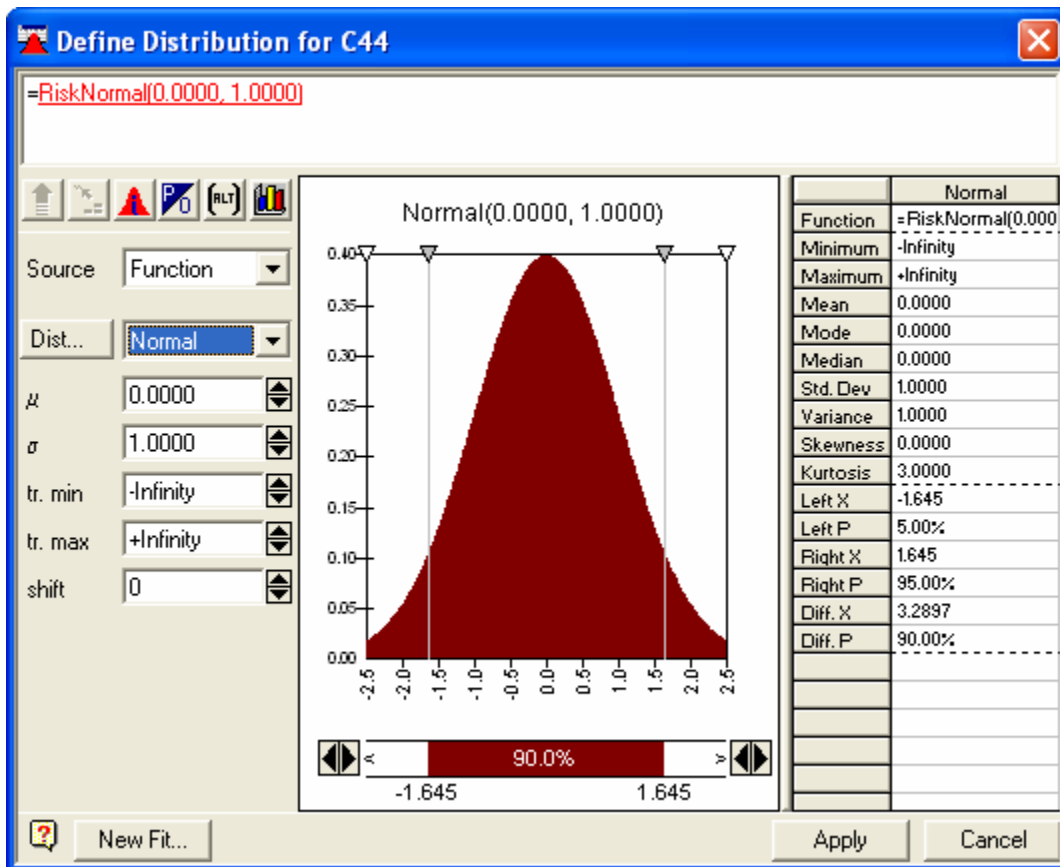 Define Distribution for C44
=RiskNormal(0.0000, 1.0000)
Source
Function
Dist...
Normal
μ
0.0000
σ
1.0000
tr. min
-Infinity
tr. max
+Infinity
shift
0
Normal(0.0000, 1.0000)
0.40
0.35
0.30
0.25
0.20
0.15
0.10
0.05
0.00
-2.5 -2.0 -1.5 -1.0 -0.5 0.0 0.5 1.0 1.5 2.0 2.5
< 90.0% >
-1.645 1.645
Normal
Function =RiskNormal(0.000
Minimum -Infinity
Maximum +Infinity
Mean 0.0000
Mode 0.0000
Median 0.0000
Std. Dev 1.0000
Variance 1.0000
Skewness 0.0000
Kurtosis 3.0000
Left X -1.645
Left P 5.00%
Right X 1.645
Right P 95.00%
Diff. X 3.2897
Diff. P 90.00%
New Fit...
Apply
Cancel